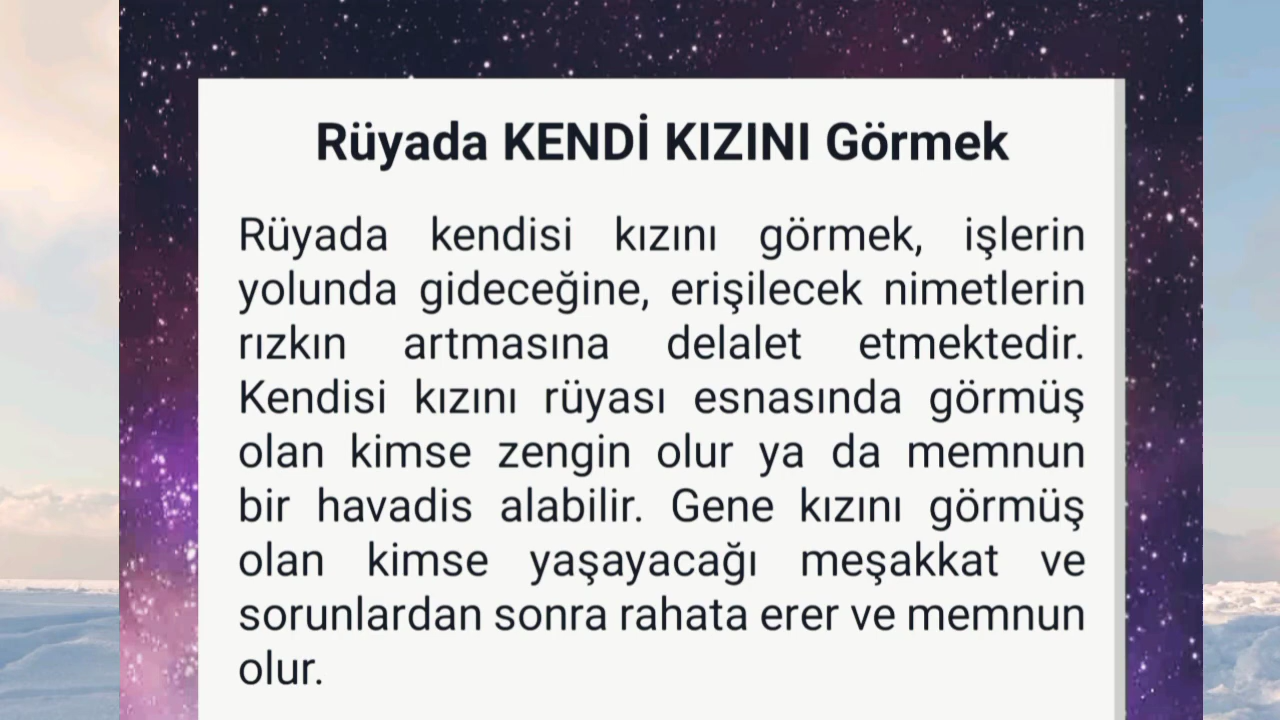 Rüyada KENDİ KIZINI Görmek
Rüyada kendisi kızını görmek, işlerin
yolunda gideceğine, erişilecek nimetlerin
rızkın artmasına delalet etmektedir.
Kendisi kızını rüyası esnasında görmüş
olan kimse zengin olur ya da memnun
bir havadis alabilir. Gene kızını görmüş
olan kimse yaşayacağı meşakkat ve
sorunlardan sonra rahata erer ve memnun
olur.